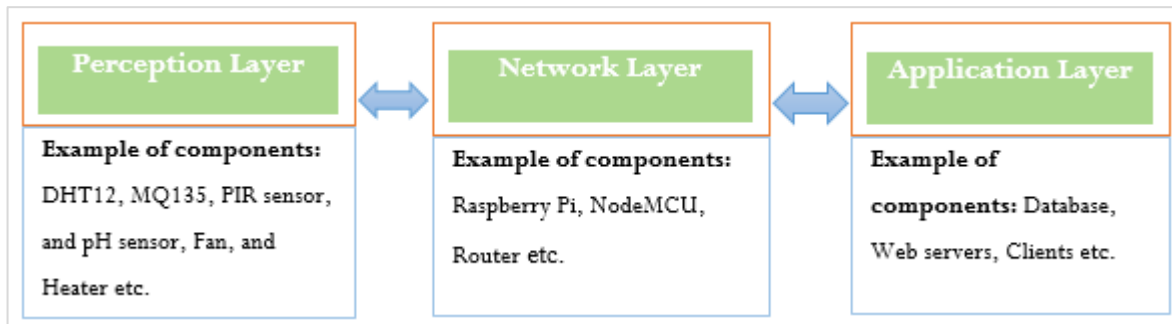 Perception Layer
Example of components:
DHT12, MQ135, PIR sensor,
and pH sensor, Fan, and
Heater etc.
Network Layer
Example of components:
Raspberry Pi, NodeMCU,
Router etc.
Application Layer
Example of
components: Database,
Web servers, Clients etc.